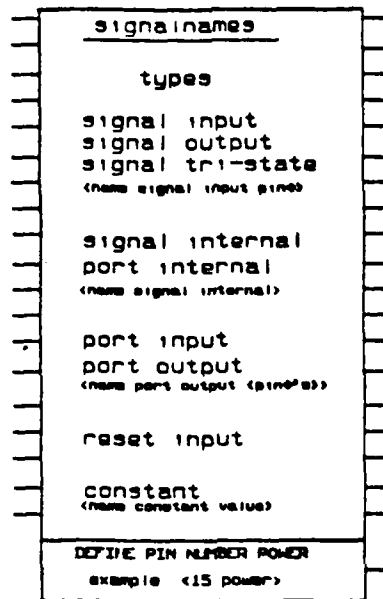 signalnames
types
signal input
signal output
signal tri-state
<name signal input pin#>
signal internal
port internal
<name signal internal>
port input
port output
<name port output (pin#'s)>
reset input
constant
<name constant value>
DEFINE PIN NUMBER POWER
example <15 power>